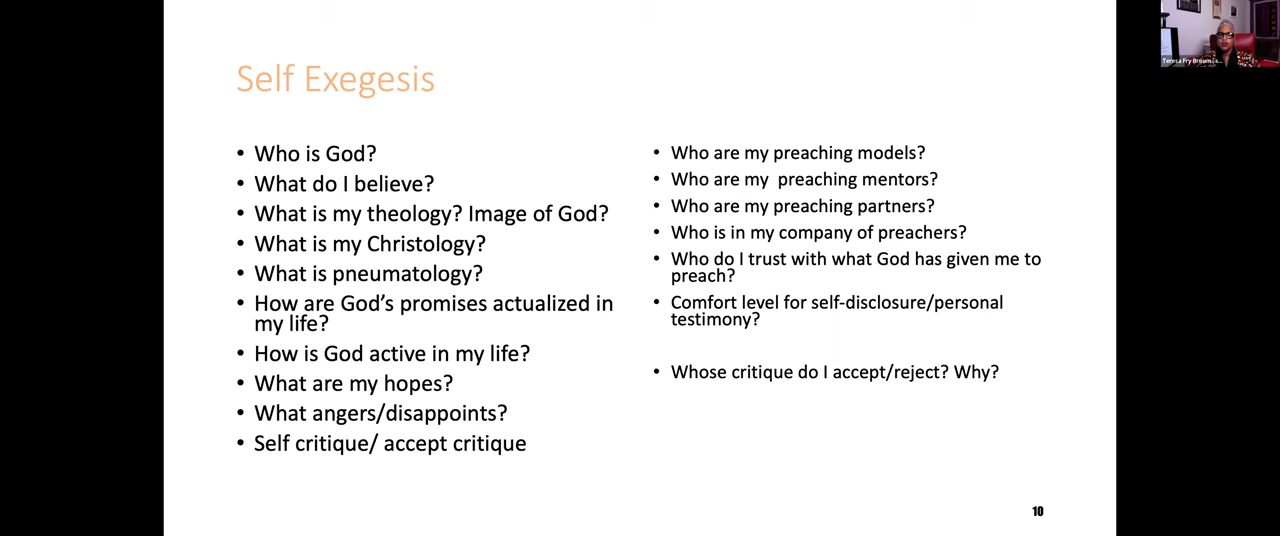 Self Exegesis
• Who is God?
• What do I believe?
• What is my theology? Image of God?
• What is my Christology?
• What is pneumatology?
• How are God’s promises actualized in
my life?
• How is God active in my life?
• What are my hopes?
• What angers/disappoints?
• Self critique/ accept critique
• Who are my preaching models?
• Who are my  preaching mentors?
• Who are my preaching partners?
• Who is in my company of preachers?
• Who do I trust with what God has given me to
preach?
• Comfort level for self-disclosure/personal
testimony?
• Whose critique do I accept/reject? Why?
10
Teresa Fry Brown